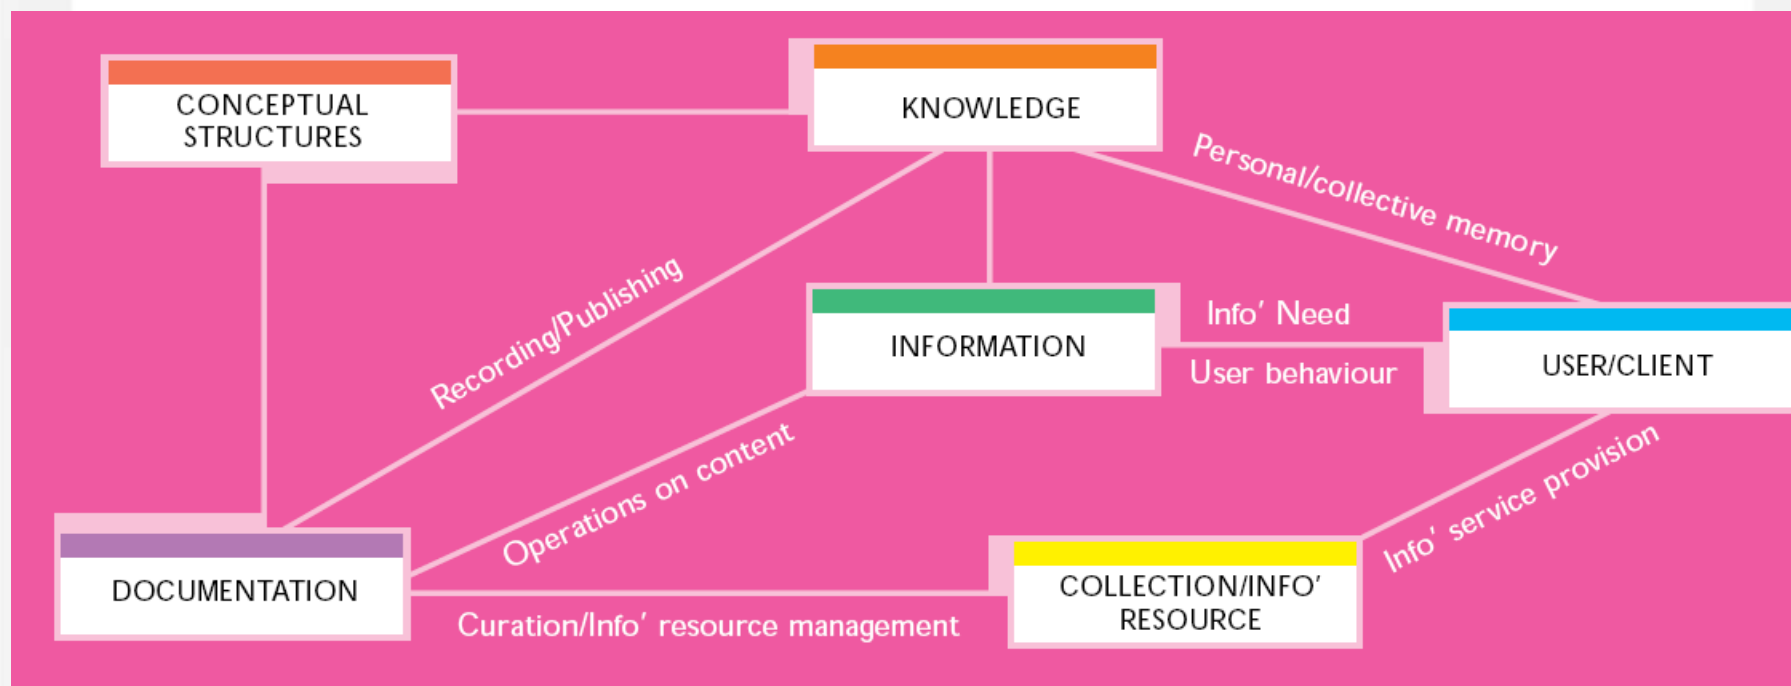 CONCEPTUAL
STRUCTURES
KNOWLEDGE
Personal/collective memory
Recording/Publishing
INFORMATION
Info’ Need
User behaviour
USER/CLIENT
Operations on content
Info’ service provision
DOCUMENTATION
COLLECTION/INFO’
RESOURCE
Curation/Info’ resource management